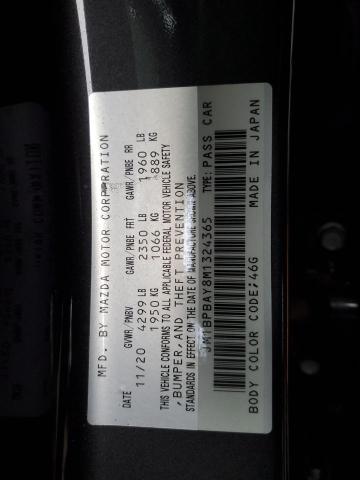 MFD. BY MAZDA MOTOR CORPORATION
DATE GVWR/PNBV GAWR/PNBE FRT GAWR/PNBE RR
11/20 4299 LB 2350 LB 1960 LB
1950 KG 1066 KG 889 KG
THIS VEHICLE CONFORMS TO ALL APPLICABLE FEDERAL MOTOR VEHICLE SAFETY
,BUMPER,AND THEFT PREVENTION
STANDARDS IN EFFECT ON THE DATE OF MANUFACTURE SHOWN ABOVE.
JM1BPBAY8M1324365 TYPE:PASS CAR
BODY COLOR CODE:46G MADE IN JAPAN